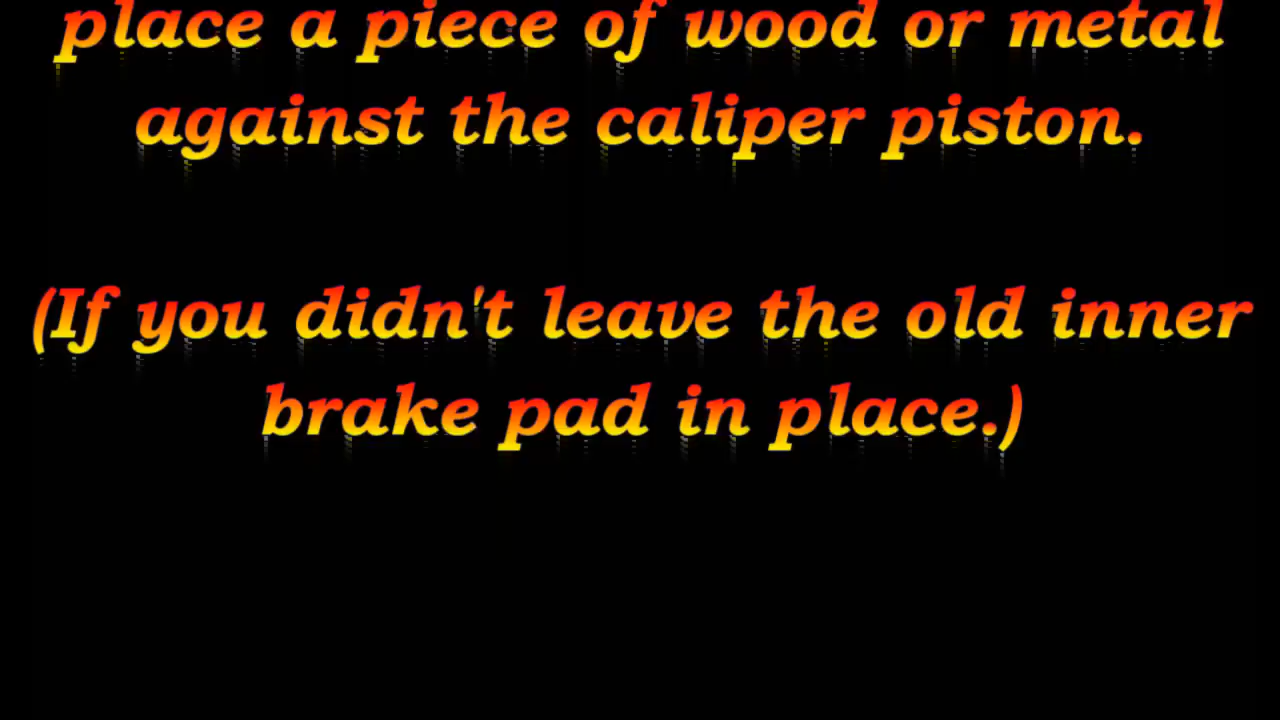 place a piece of wood or metal
against the caliper piston.
(If you didn't leave the old inner
brake pad in place.)